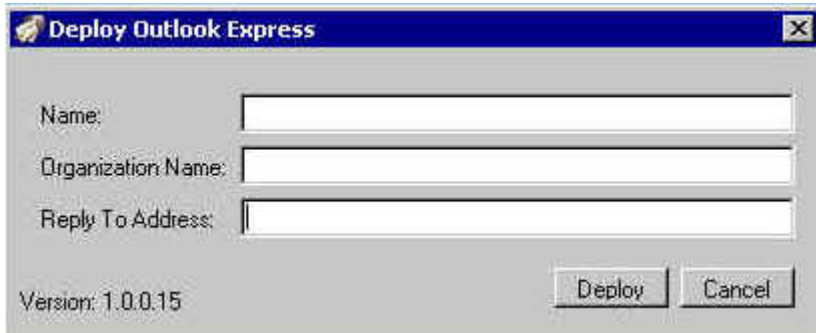 Deploy Outlook Express
Name:
Organization Name:
Reply To Address:
Deploy Cancel
Version: 1.0.0.15